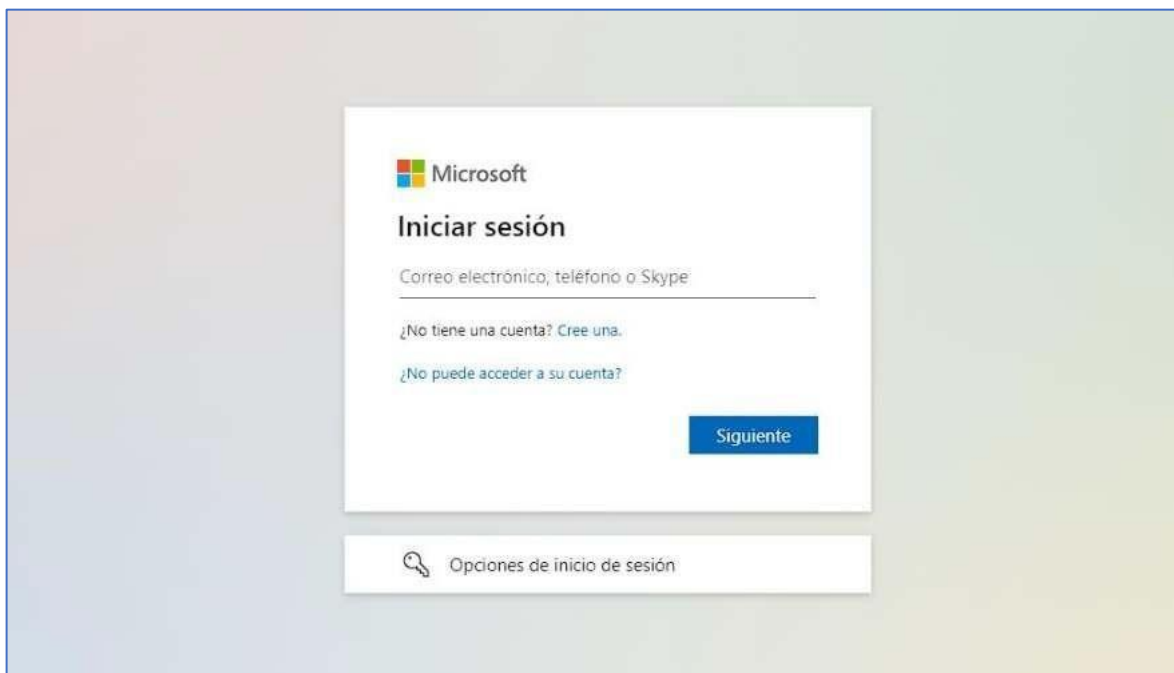 Microsoft
Iniciar sesión
Correo electrónico, teléfono o Skype
¿No tiene una cuenta? Cree una.
¿No puede acceder a su cuenta?
Siguiente
Opciones de inicio de sesión